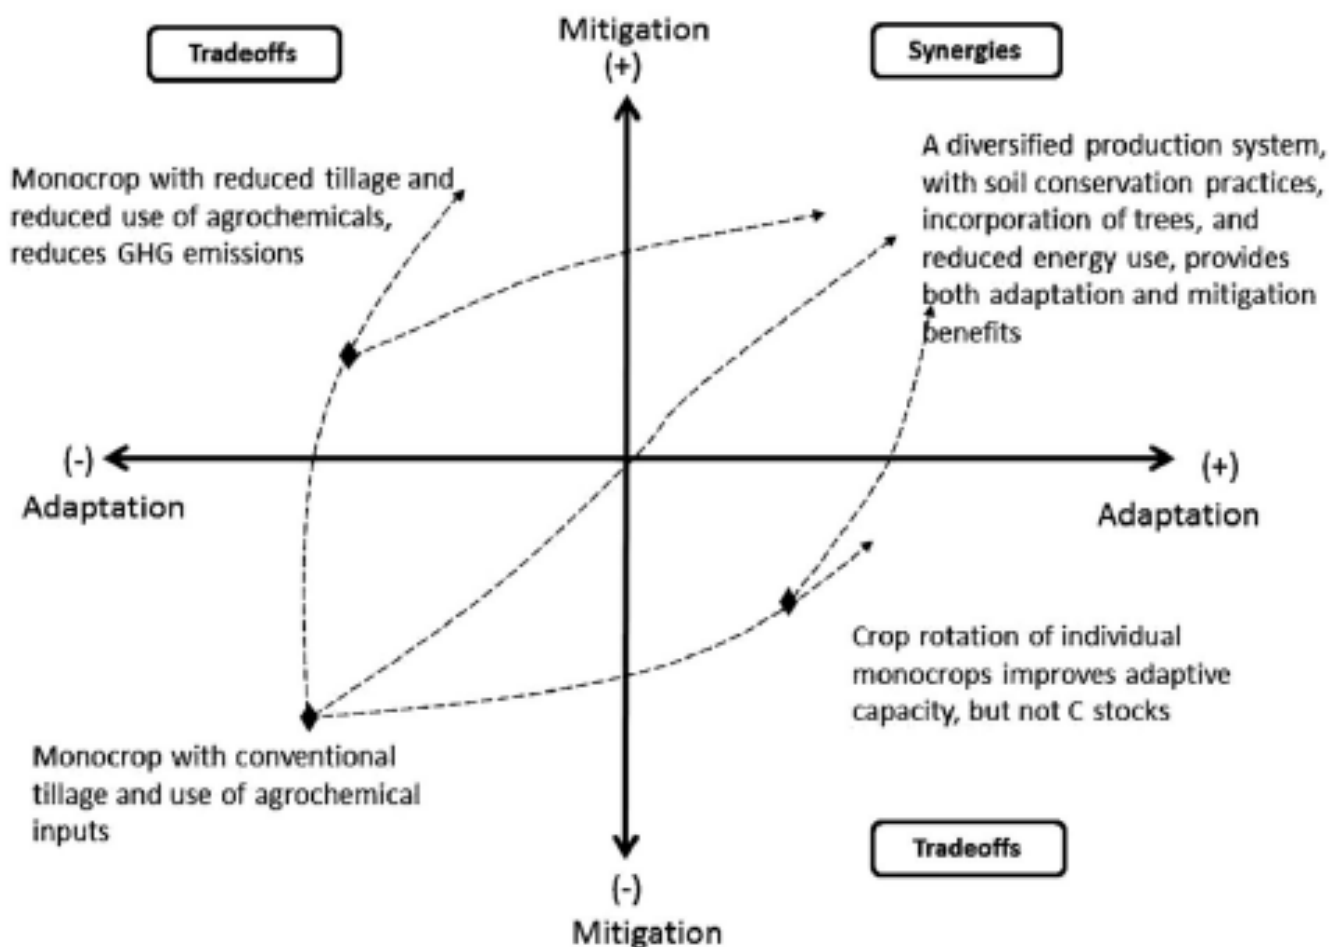 Tradeoffs
Mitigation
(+)
Synergies
Monocrop with reduced tillage and
reduced use of agrochemicals,
reduces GHG emissions
A diversified production system,
with soil conservation practices,
incorporation of trees, and
reduced energy use, provides
both adaptation and mitigation
benefits
(-)
Adaptation
(+)
Adaptation
Monocrop with conventional
tillage and use of agrochemical
inputs
Crop rotation of individual
monocrops improves adaptive
capacity, but not C stocks
Tradeoffs
(-)
Mitigation